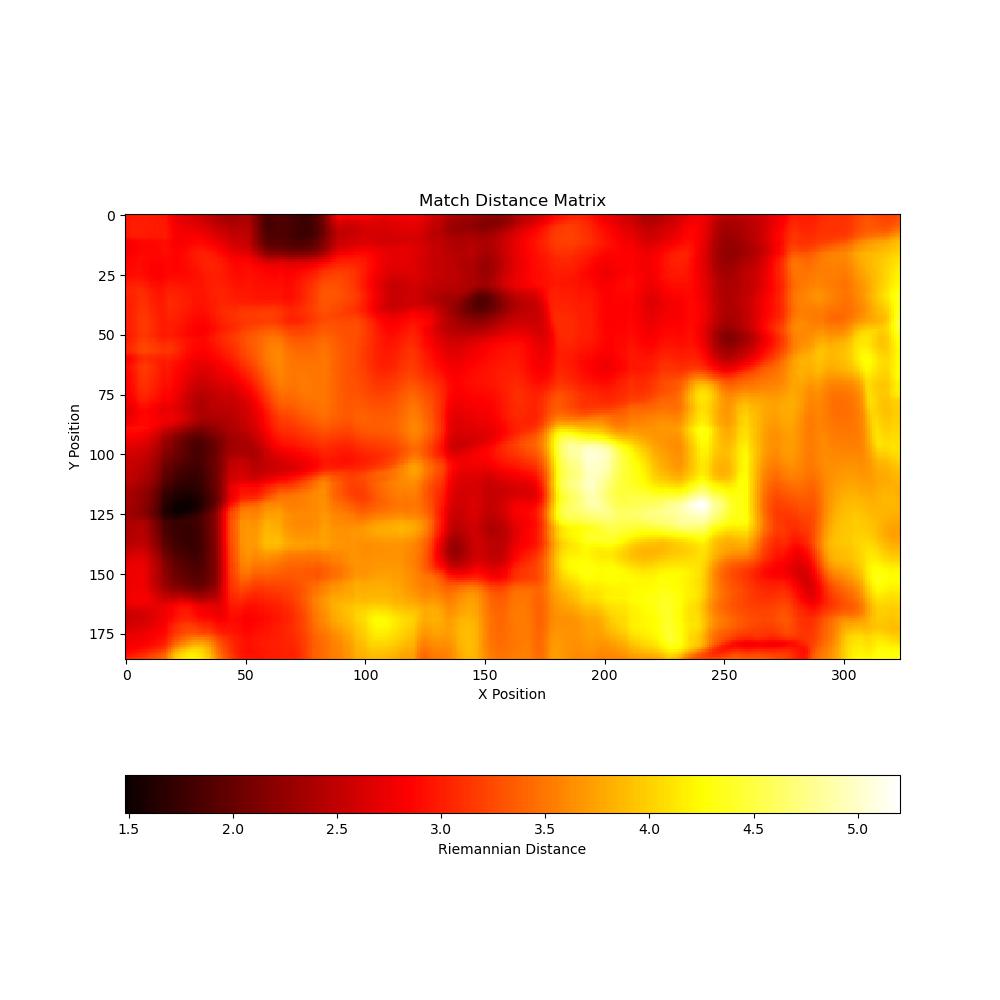 Match Distance Matrix
0
25
50
75
100
125
150
175
Y Position
0 50 100 150 200 250 300
X Position
1.5 2.0 2.5 3.0 3.5 4.0 4.5 5.0
Riemannian Distance